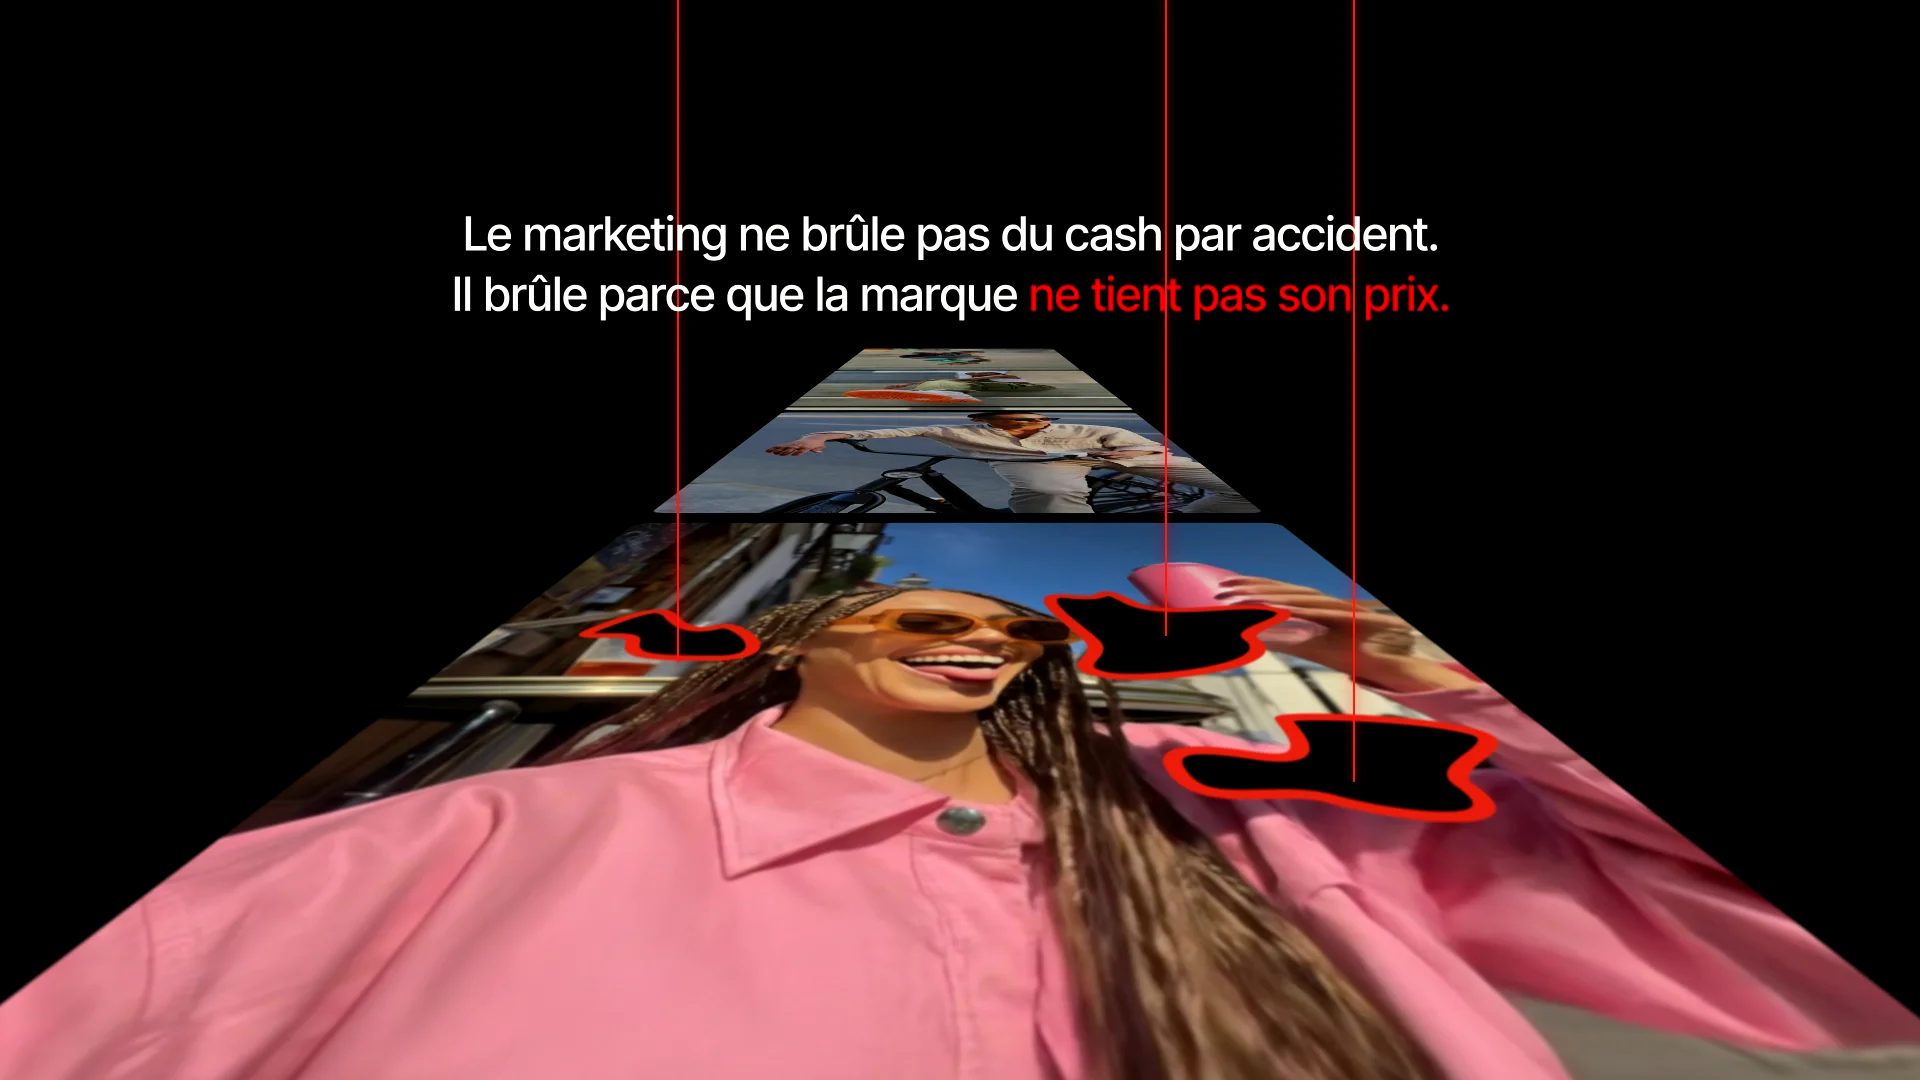 Le marketing ne brûle pas du cash par accident.
Il brûle parce que la marque ne tient pas son prix.